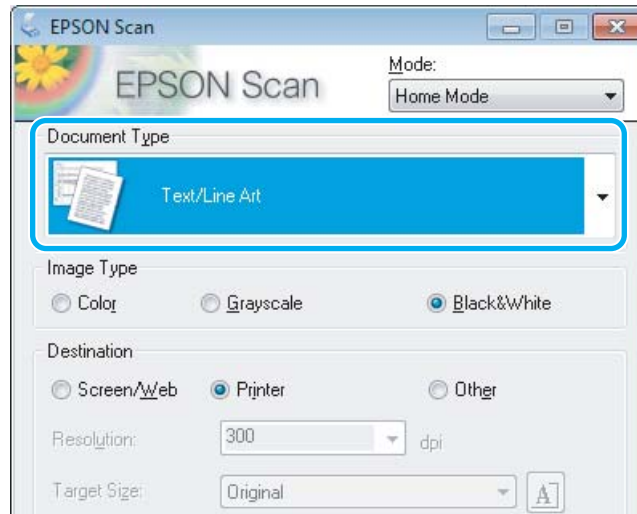 EPSON Scan
EPSON Scan
Mode:
Home Mode
Document Type
Text/Line Art
Image Type
Color Grayscale Black&White
Destination
Screen/Web Printer Other
Resolution: 300 dpi
Target Size: Original A